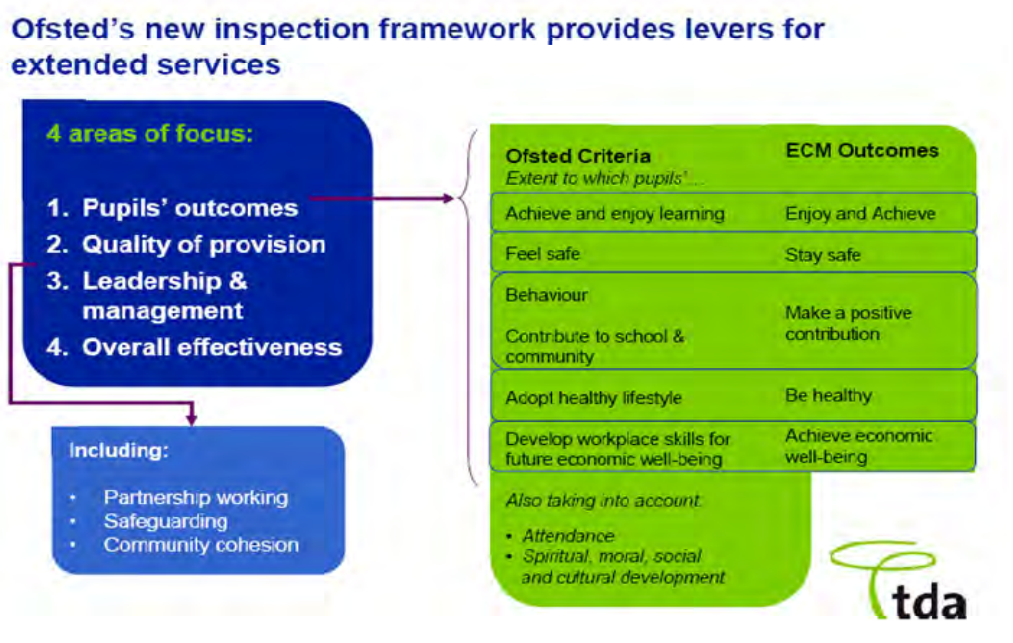 Ofsted's new inspection framework provides levers for
extended services
4 areas of focus:
1. Pupils' outcomes
2. Quality of provision
3. Leadership &
management
4. Overall effectiveness
Including:
• Partnership working
• Safeguarding
• Community cohesion
Ofsted Criteria
ECM Outcomes
Extent to which pupils'...
Achieve and enjoy learning
Enjoy and Achieve
Feel safe
Stay safe
Behaviour
Contribute to school &
community
Make a positive
contribution
Adopt healthy lifestyle
Be healthy
Develop workplace skills for
future economic well-being
Achieve economic
well-being
Also taking into account:
• Attendance
• Spiritual, moral, social
and cultural development
tda